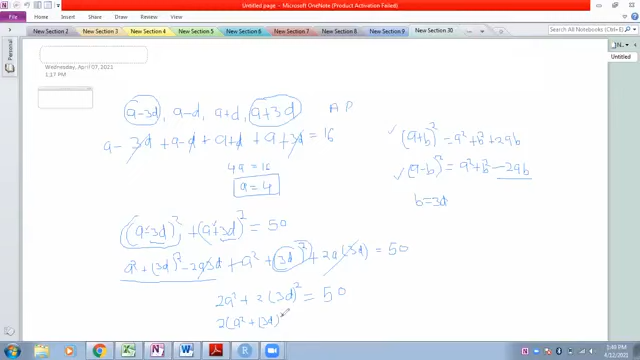 Untitled page - Microsoft OneNote (Product Activation Failed)
File Home Insert Share Draw Review View
New Section 2 New Section 3 New Section 4 New Section 5 New Section 6 New Section 7 New Section 8 New Section 9 New Section 30
Untitled
Wednesday, April 07, 2021
1:17 PM
a-3d, a-d, a+d, a+3d AP
a - 3d + a-d + a+d + a+3d = 16
4a = 16
a = 4
(a-3d)² + (a+3d)² = 50
a² + (3d)² - 2a3d + a² + (3d)² + 2a(3d) = 50
2a² + 2(3d)² = 50
2(a² + (3d)²
(a+b)² = a² + b² + 2ab
(a-b)² = a² + b² - 2ab
b = 3d
4/12/2021